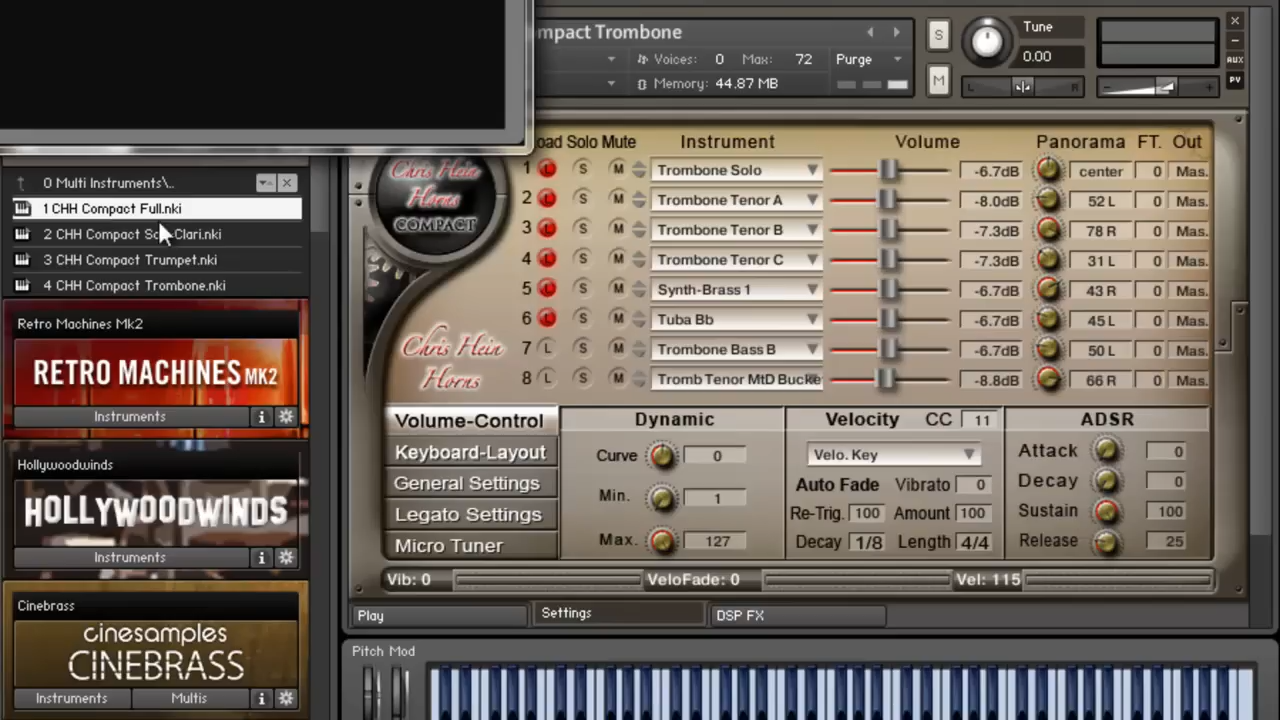 mpact Trombone
Voices: 0 Max: 72 Purge
Memory: 44.87 MB
S
M
Tune
0.00
L R
AUX
PV
0 Multi Instruments\..
1 CHH Compact Full.nki
2 CHH Compact Clari.nki
3 CHH Compact Trumpet.nki
4 CHH Compact Trombone.nki
Retro Machines Mk2
RETRO MACHINES MK2
Instruments
Hollywoodwinds
HOLLYWOODWINDS
Instruments
Cinebrass
cinesamples
CINEBRASS
Instruments Multis
Chris Hein
Horns
COMPACT
Chris Hein
Horns
oad Solo Mute Instrument Volume Panorama FT. Out
1 L S M Trombone Solo -6.7dB center 0 Mas.
2 L S M Trombone Tenor A -8.0dB 52 L 0 Mas.
3 L S M Trombone Tenor B -7.3dB 78 R 0 Mas.
4 L S M Trombone Tenor C -7.3dB 31 L 0 Mas.
5 L S M Synth-Brass 1 -6.7dB 43 R 0 Mas.
6 L S M Tuba Bb -6.7dB 45 L 0 Mas.
7 L S M Trombone Bass B -6.7dB 50 L 0 Mas.
8 L S M Tromb Tenor MtD Bucke -8.8dB 66 R 0 Mas.
Volume-Control
Keyboard-Layout
General Settings
Legato Settings
Micro Tuner
Dynamic
Curve 0
Min. 1
Max. 127
Velocity CC 11
Velo. Key
Auto Fade Vibrato 0
Re-Trig. 100 Amount 100
Decay 1/8 Length 4/4
ADSR
Attack 0
Decay 0
Sustain 100
Release 25
Vib: 0 VeloFade: 0 Vel: 115
Play Settings DSP FX
Pitch Mod